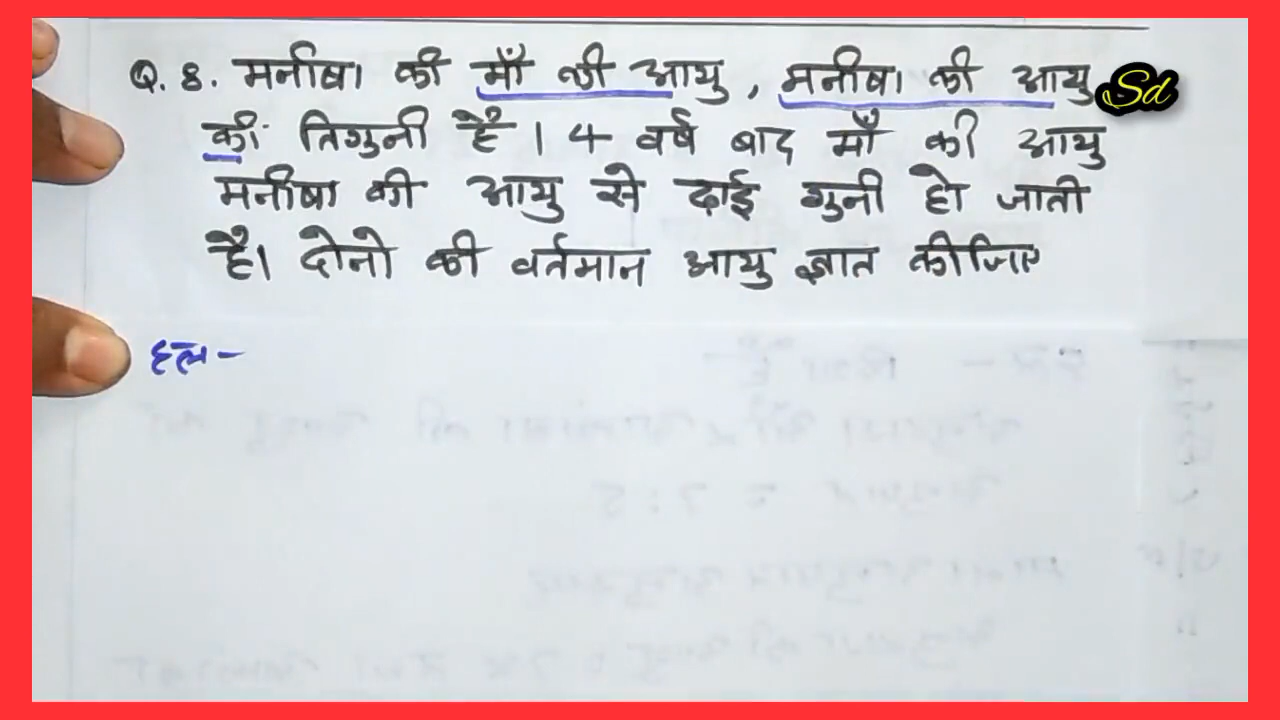 Q. 8. मनीषा की माँ की आयु, मनीषा की आयु
Sd
की तिगुनी है। 4 वर्ष बाद माँ की आयु
मनीषा की आयु से ढाई गुनी हो जाती
है। दोनो की वर्तमान आयु ज्ञात कीजिए
हल-